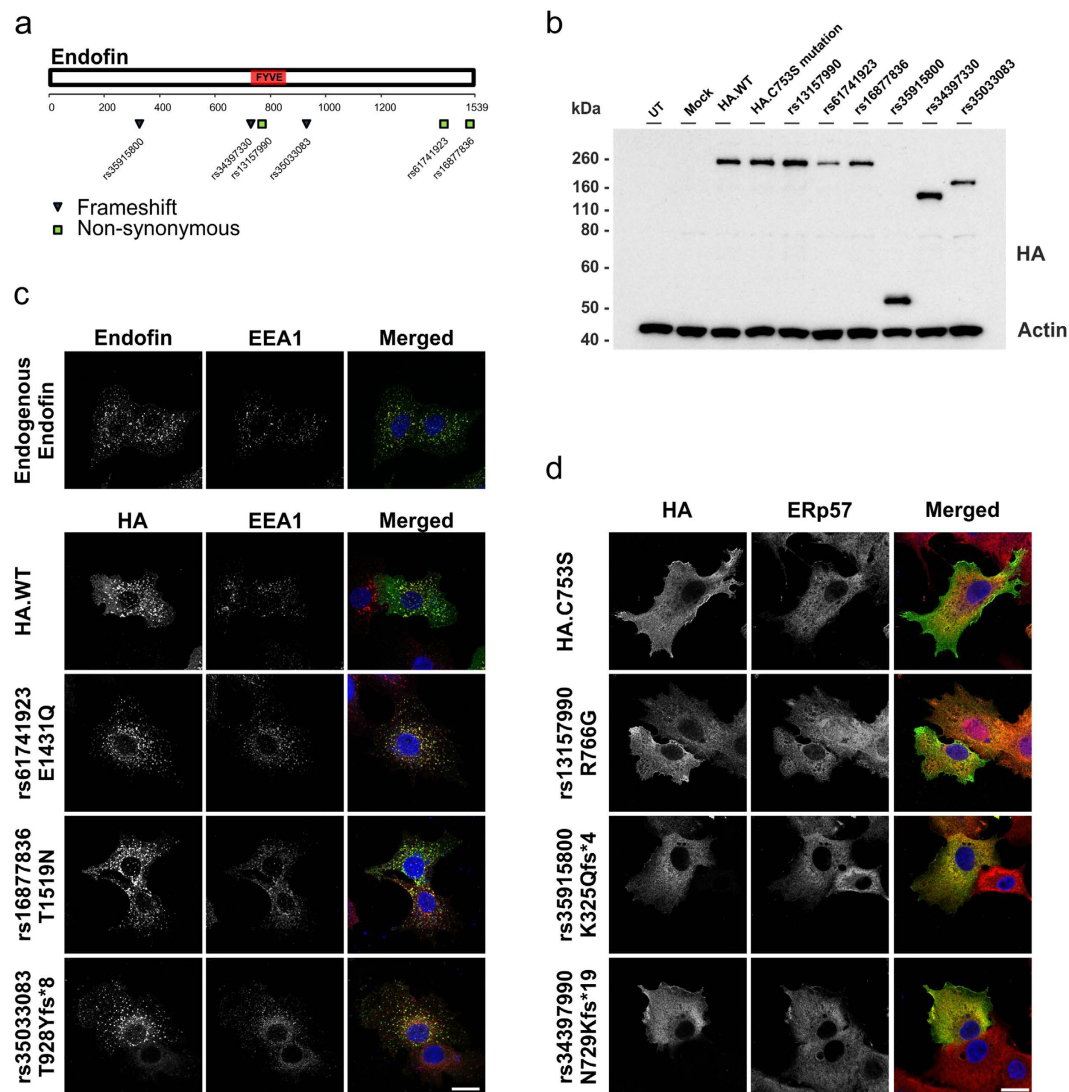 a
Endofin
FYVE
0 200 400 600 800 1000 1200 1539
rs35915800
rs34397330
rs13157990
rs35033083
rs61741923
rs16877836
Frameshift
Non-synonymous
b
kDa
UT
Mock
HA.WT
HA.C753S mutation
rs13157990
rs61741923
rs16877836
rs35915800
rs34397330
rs35033083
260 -
160 -
110 -
80 -
60 -
50 -
40 -
HA
Actin
c
Endofin EEA1 Merged
Endogenous
Endofin
HA EEA1 Merged
HA.WT
rs61741923
E1431Q
rs16877836
T1519N
rs35033083
T928Yfs*8
d
HA ERp57 Merged
HA.C753S
rs13157990
R766G
rs35915800
K325Qfs*4
rs34397990
N729Kfs*19